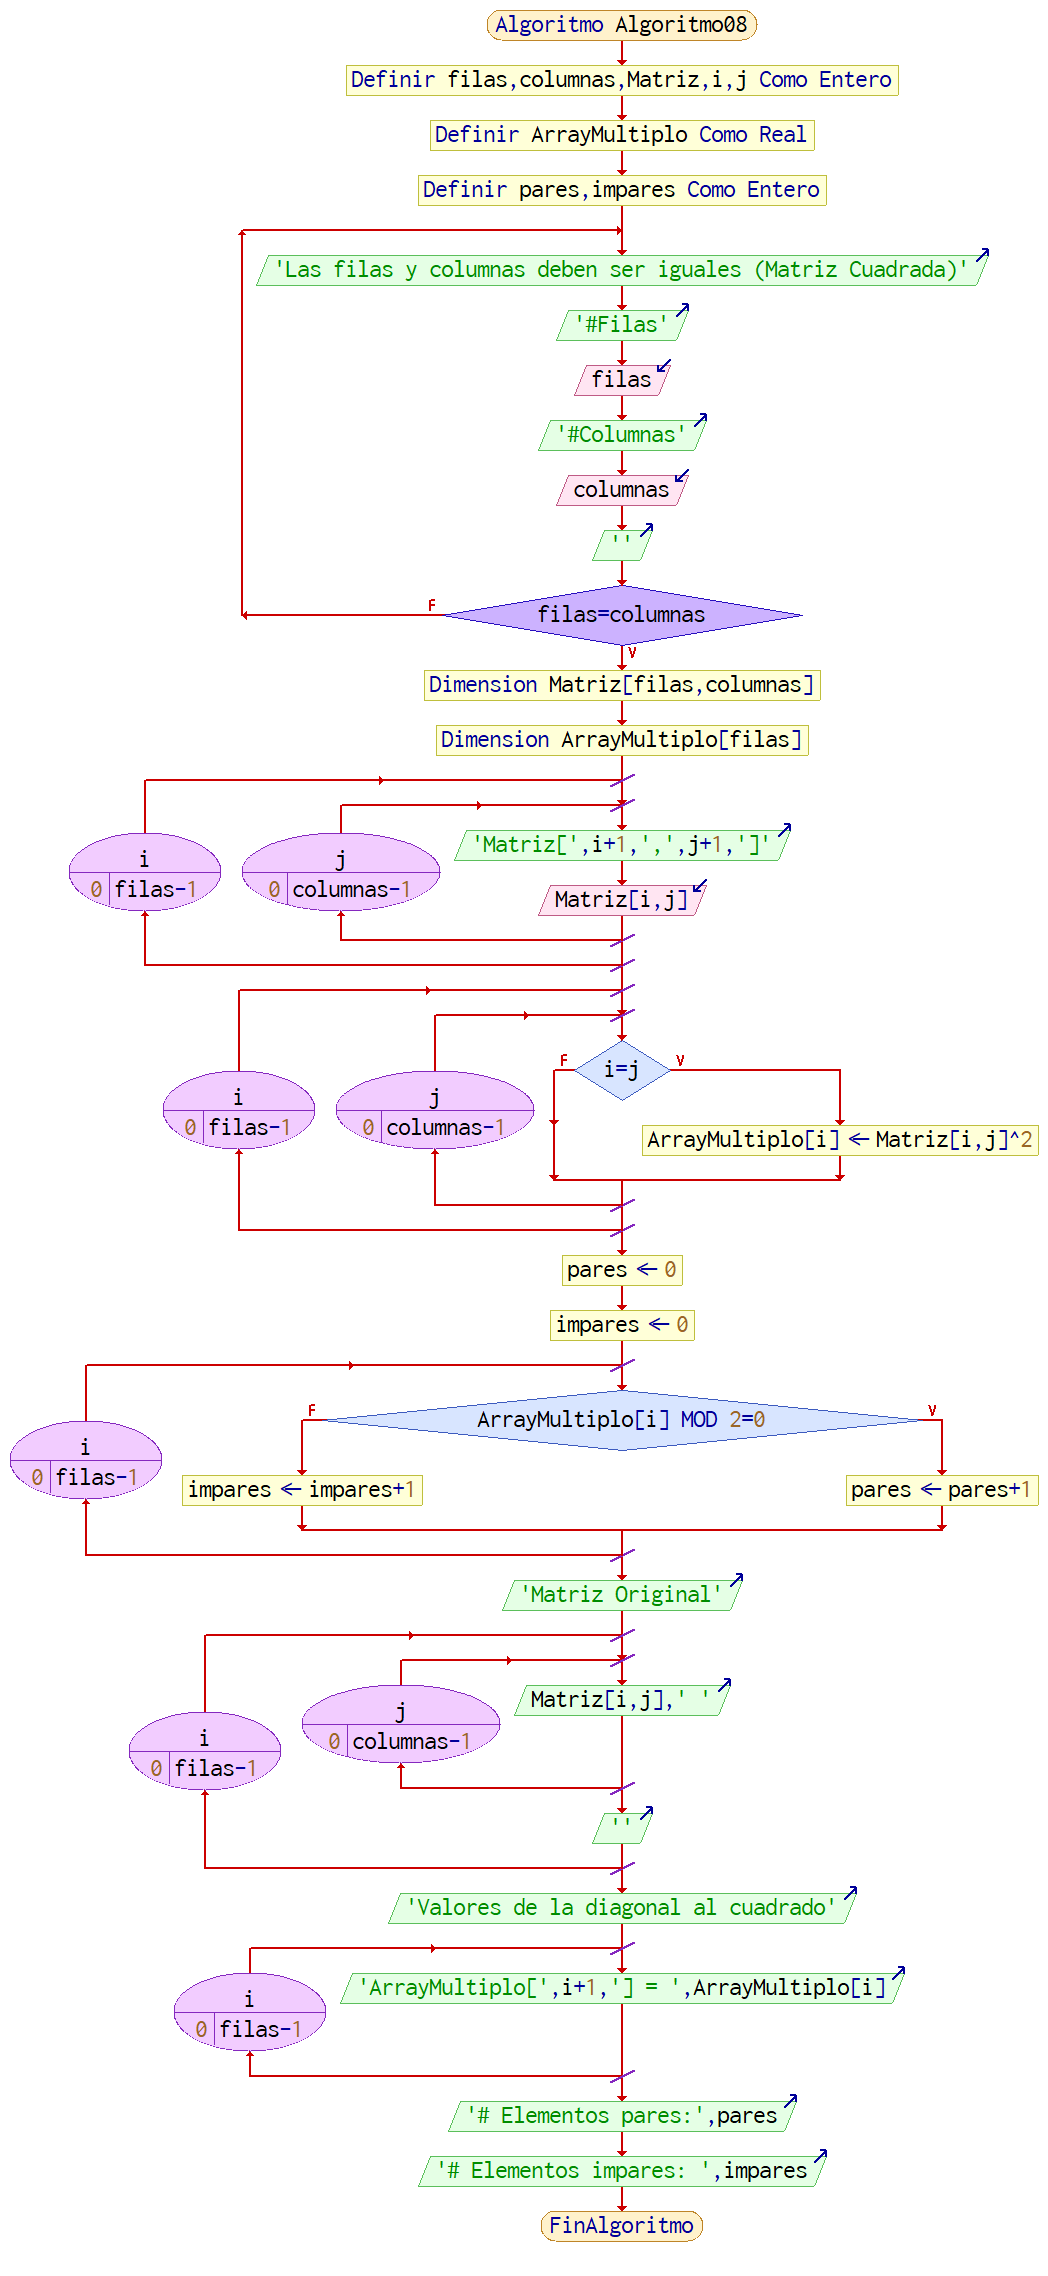 Algoritmo Algoritmo08
Definir filas,columnas,Matriz,i,j Como Entero
Definir ArrayMultiplo Como Real
Definir pares,impares Como Entero
'Las filas y columnas deben ser iguales (Matriz Cuadrada)'
'#Filas'
filas
'#Columnas'
columnas
''
F
filas=columnas
V
Dimension Matriz[filas,columnas]
Dimension ArrayMultiplo[filas]
i
0 filas-1
j
0 columnas-1
'Matriz[',i+1,',',j+1,']'
Matriz[i,j]
i
0 filas-1
j
0 columnas-1
F
i=j
V
ArrayMultiplo[i] ← Matriz[i,j]^2
pares ← 0
impares ← 0
i
0 filas-1
F
ArrayMultiplo[i] MOD 2=0
V
impares ← impares+1
pares ← pares+1
'Matriz Original'
i
0 filas-1
j
0 columnas-1
Matriz[i,j],' '
''
'Valores de la diagonal al cuadrado'
i
0 filas-1
'ArrayMultiplo[',i+1,'] = ',ArrayMultiplo[i]
'# Elementos pares:',pares
'# Elementos impares: ',impares
FinAlgoritmo